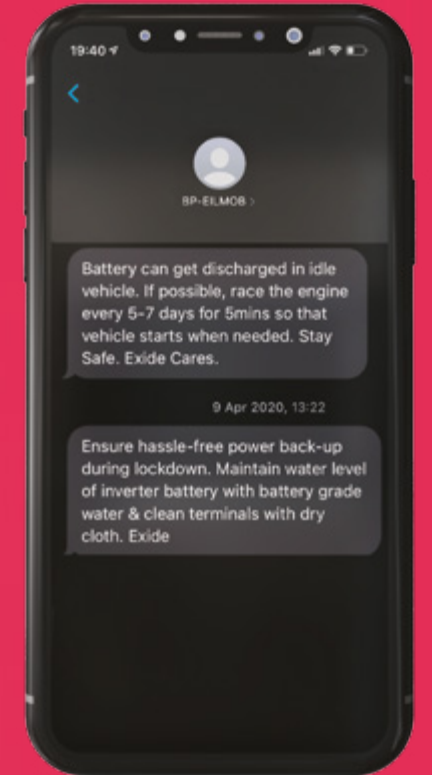 19:40
BP-EILMOB >
Battery can get discharged in idle
vehicle. If possible, race the engine
every 5-7 days for 5mins so that
vehicle starts when needed. Stay
Safe. Exide Cares.
9 Apr 2020, 13:22
Ensure hassle-free power back-up
during lockdown. Maintain water level
of inverter battery with battery grade
water & clean terminals with dry
cloth. Exide